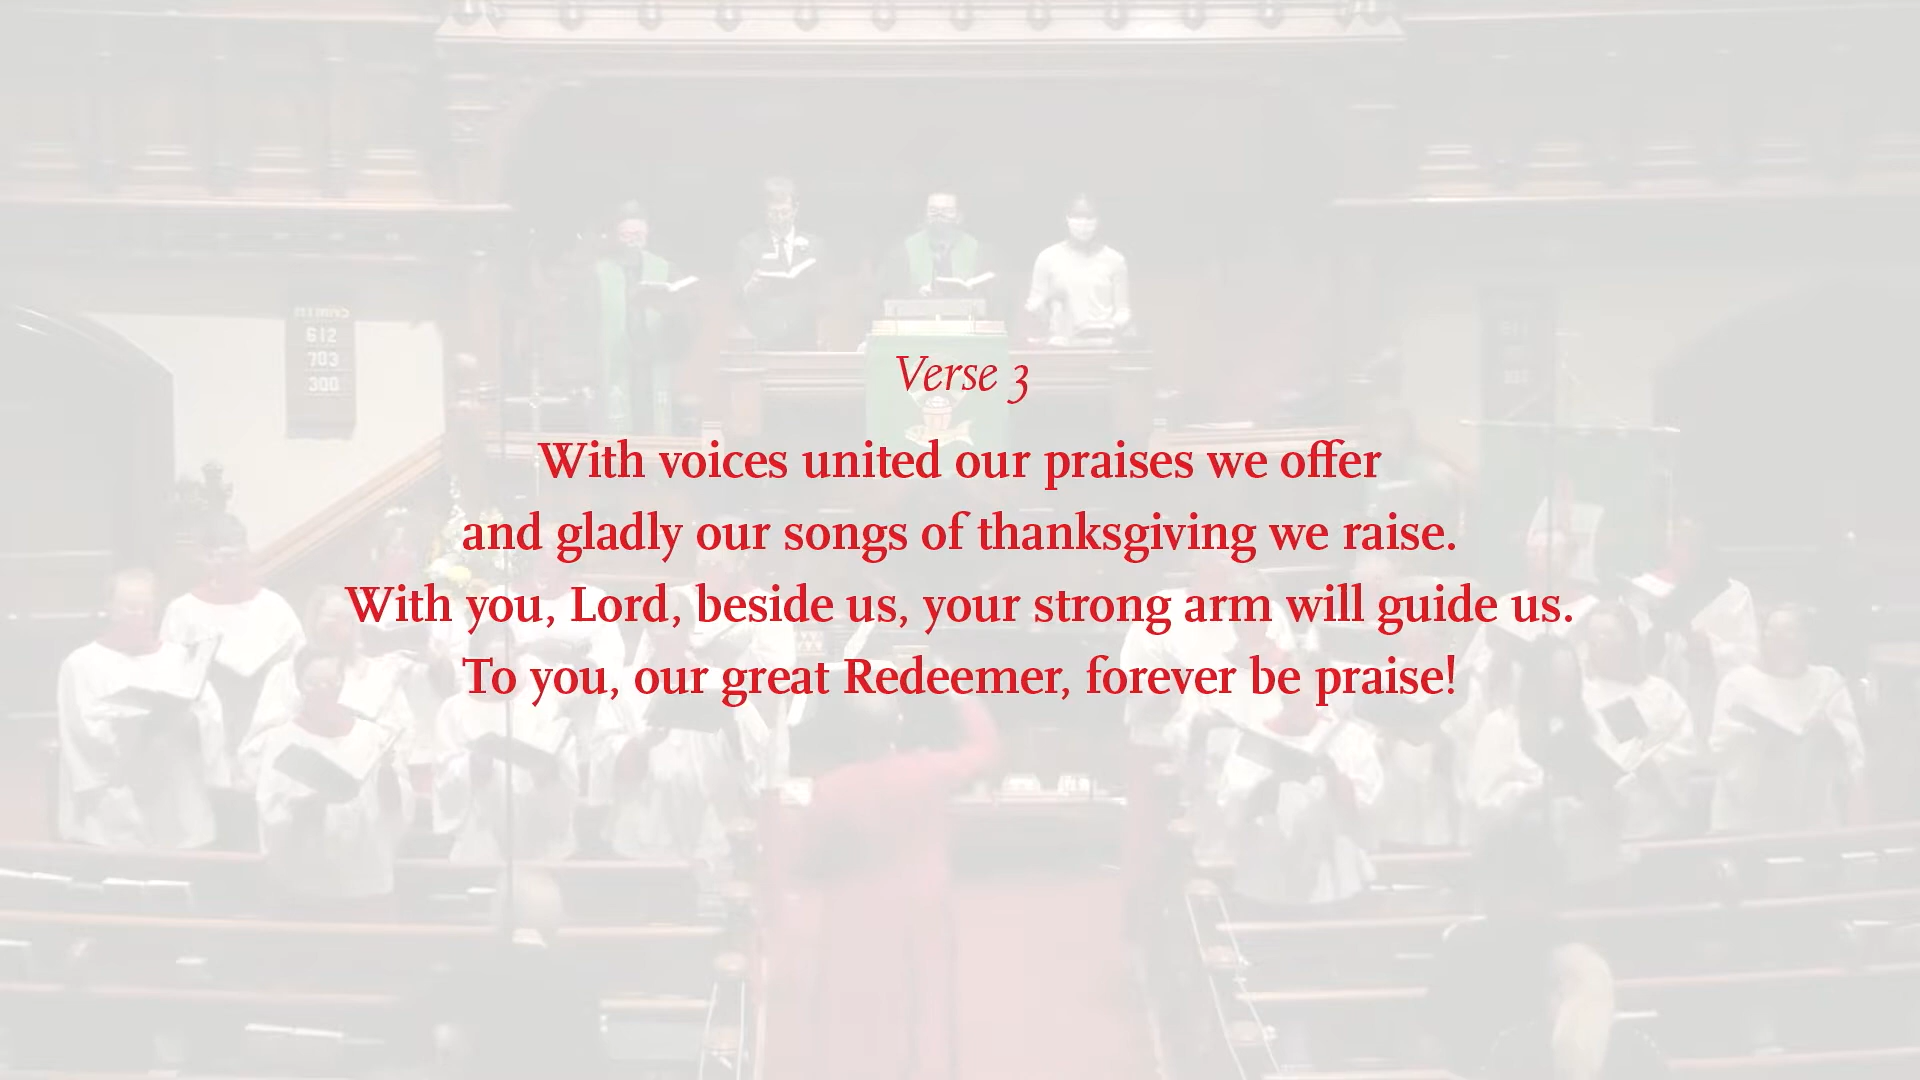 612
703
300
Verse 3
With voices united our praises we offer
and gladly our songs of thanksgiving we raise.
With you, Lord, beside us, your strong arm will guide us.
To you, our great Redeemer, forever be praise!